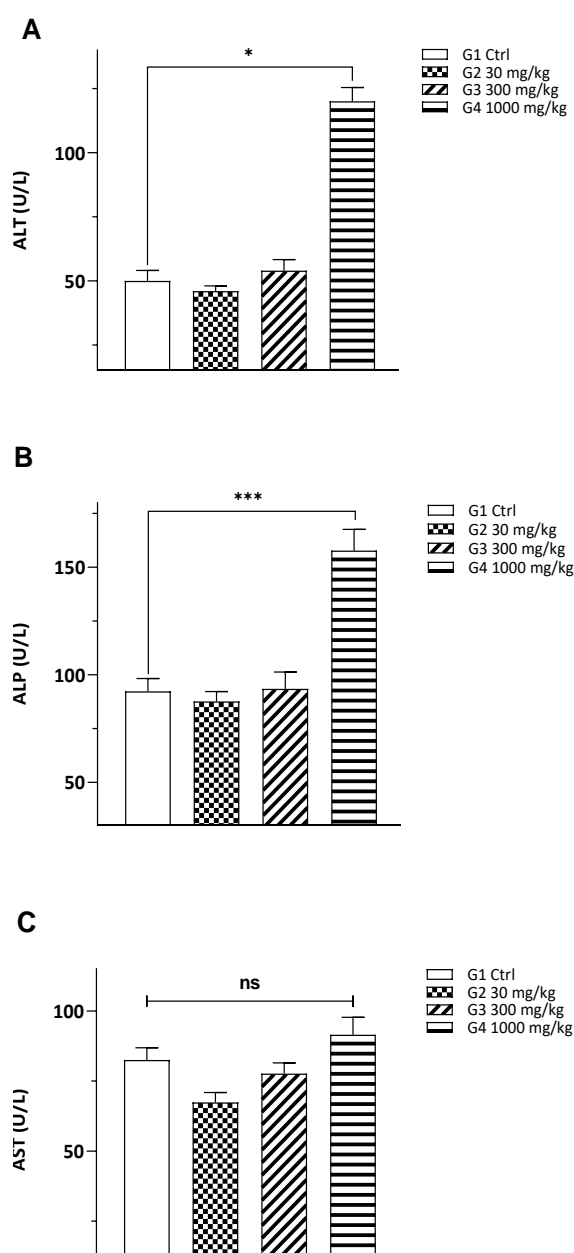 A
*
G1 Ctrl
G2 30 mg/kg
G3 300 mg/kg
G4 1000 mg/kg
100
50
ALT (U/L)
B
***
G1 Ctrl
G2 30 mg/kg
G3 300 mg/kg
G4 1000 mg/kg
150
100
50
ALP (U/L)
C
ns
G1 Ctrl
G2 30 mg/kg
G3 300 mg/kg
G4 1000 mg/kg
100
50
AST (U/L)